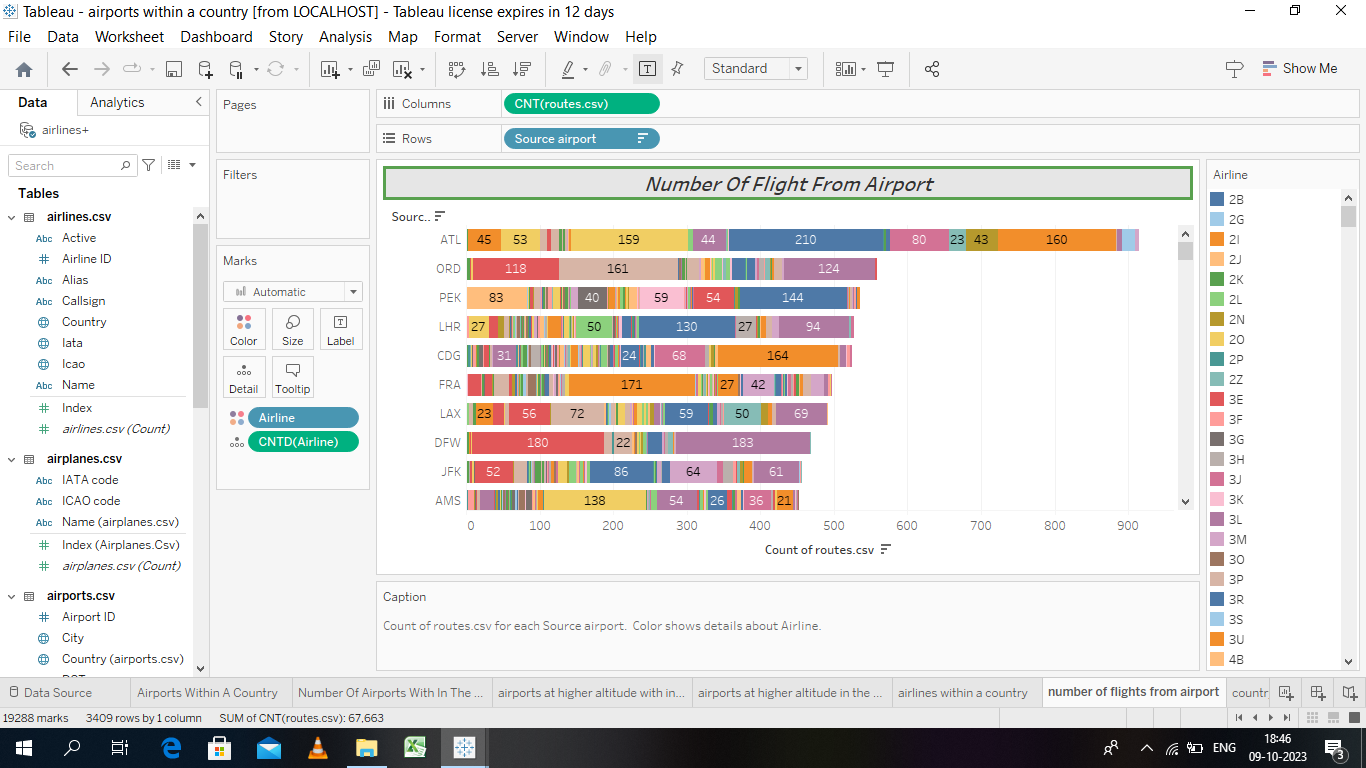 Tableau - airports within a country [from LOCALHOST] - Tableau license expires in 12 days
File Data Worksheet Dashboard Story Analysis Map Format Server Window Help
Standard
Show Me
Data Analytics
airlines+
Search
Tables
airlines.csv
Abc Active
# Airline ID
Abc Alias
Abc Callsign
Country
Iata
Icao
Abc Name
# Index
# airlines.csv (Count)
airplanes.csv
Abc IATA code
Abc ICAO code
Abc Name (airplanes.csv)
# Index (Airplanes.Csv)
# airplanes.csv (Count)
airports.csv
# Airport ID
City
Country (airports.csv)
Pages
Filters
Marks
Automatic
Color Size Label
Detail Tooltip
Airline
CNTD(Airline)
Columns CNT(routes.csv)
Rows Source airport
Number Of Flight From Airport
Sourc..
ATL 45 53 159 44 210 80 23 43 160
ORD 118 161 124
PEK 83 40 59 54 144
LHR 27 50 130 27 94
CDG 31 24 68 164
FRA 171 27 42
LAX 23 56 72 59 50 69
DFW 180 22 183
JFK 52 86 64 61
AMS 138 54 26 36 21
0 100 200 300 400 500 600 700 800 900
Count of routes.csv
Caption
Count of routes.csv for each Source airport. Color shows details about Airline.
Airline
2B
2G
2I
2J
2K
2L
2N
2O
2P
2Z
3E
3F
3G
3H
3J
3K
3L
3M
3O
3P
3R
3S
3U
4B
Data Source Airports Within A Country Number Of Airports With In The ... airports at higher altitude with in... airports at higher altitude in the ... airlines within a country number of flights from airport countr
19288 marks 3409 rows by 1 column SUM of CNT(routes.csv): 67,663
ENG
18:46
09-10-2023
3